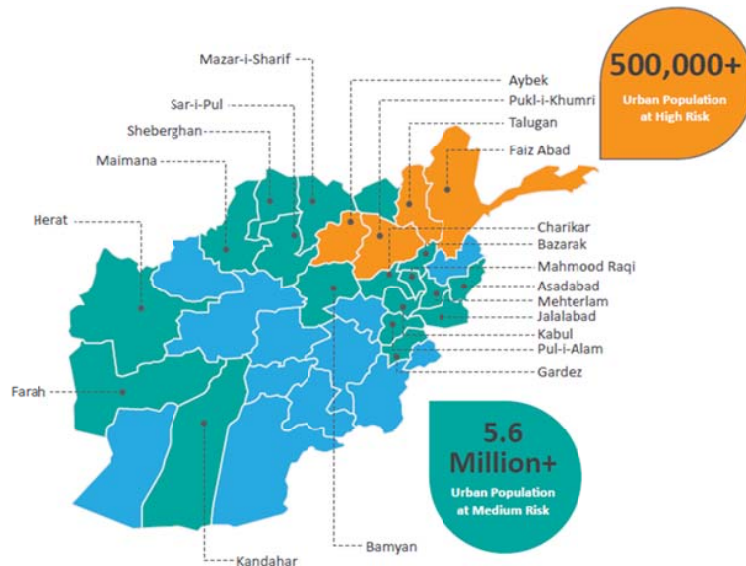 500,000+
Urban Population
at High Risk
Mazar-i-Sharif
Aybek
Pukl-i-Khumri
Sar-i-Pul
Talugan
Sheberghan
Faiz Abad
Maimana
Herat
Charikar
Bazarak
Mahmood Raqi
Asadabad
Mehterlam
Jalalabad
Kabul
Pul-i-Alam
Gardez
Farah
5.6
Million+
Urban Population
at Medium Risk
Bamyan
Kandahar